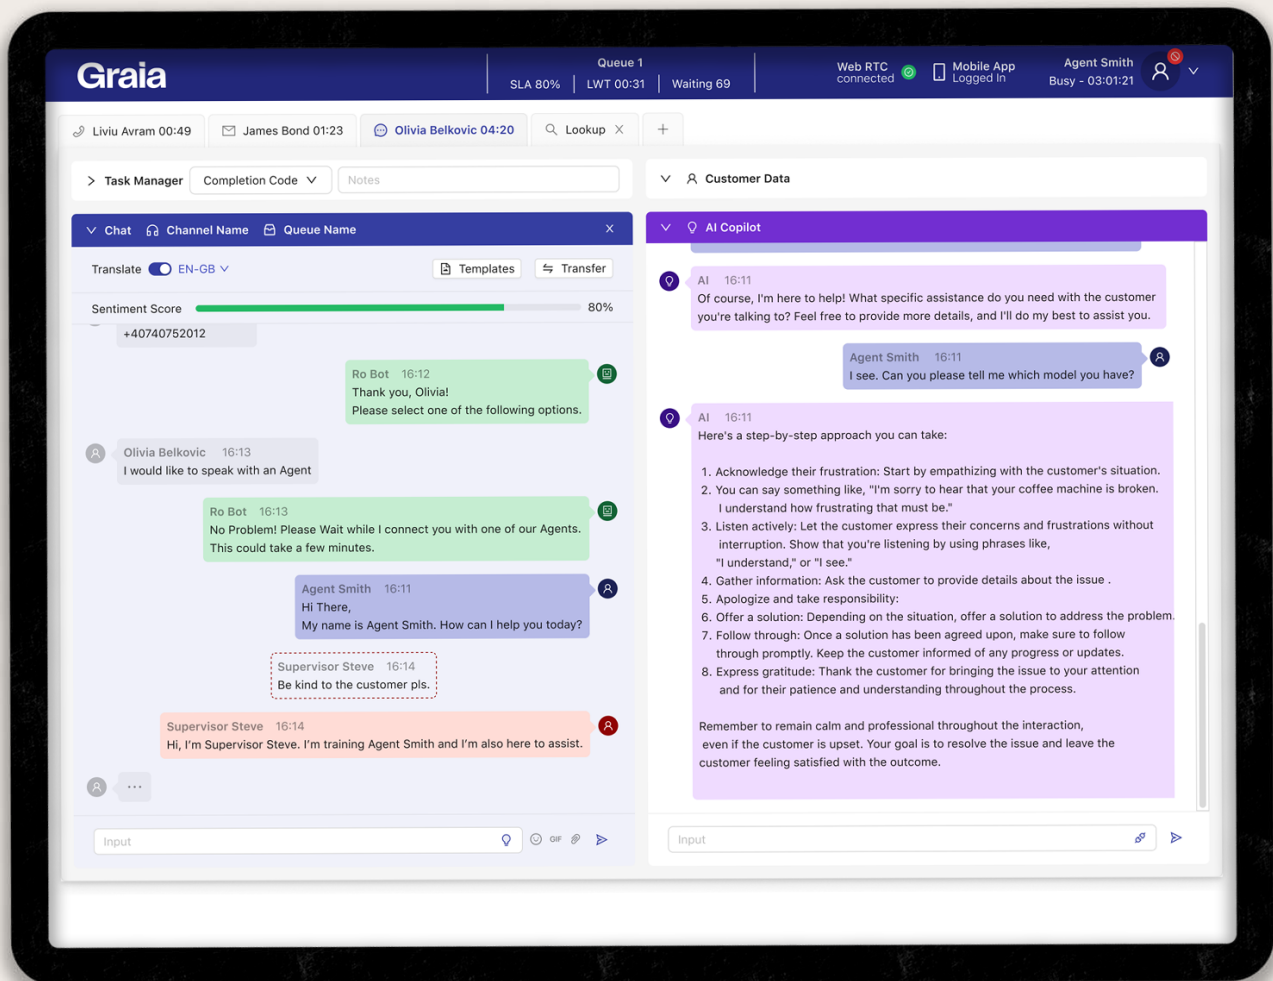 Graia
Queue 1
SLA 80%
LWT 00:31
Waiting 69
Web RTC
connected
Mobile App
Logged In
Agent Smith
Busy - 03:01:21
Liviu Avram 00:49
James Bond 01:23
Olivia Belkovic 04:20
Lookup X
+
Task Manager
Completion Code
Notes
Customer Data
Chat
Channel Name
Queue Name
X
Translate
EN-GB
Templates
Transfer
Sentiment Score
80%
+40740752012
Ro Bot 16:12
Thank you, Olivia!
Please select one of the following options.
Olivia Belkovic 16:13
I would like to speak with an Agent
Ro Bot 16:13
No Problem! Please Wait while I connect you with one of our Agents.
This could take a few minutes.
Agent Smith 16:11
Hi There,
My name is Agent Smith. How can I help you today?
Supervisor Steve 16:14
Be kind to the customer pls.
Supervisor Steve 16:14
Hi, I'm Supervisor Steve. I'm training Agent Smith and I'm also here to assist.
...
Input
GIF
AI Copilot
AI 16:11
Of course, I'm here to help! What specific assistance do you need with the customer
you're talking to? Feel free to provide more details, and I'll do my best to assist you.
Agent Smith 16:11
I see. Can you please tell me which model you have?
AI 16:11
Here's a step-by-step approach you can take:
1. Acknowledge their frustration: Start by empathizing with the customer's situation.
2. You can say something like, "I'm sorry to hear that your coffee machine is broken.
I understand how frustrating that must be."
3. Listen actively: Let the customer express their concerns and frustrations without
interruption. Show that you're listening by using phrases like,
"I understand," or "I see."
4. Gather information: Ask the customer to provide details about the issue .
5. Apologize and take responsibility:
6. Offer a solution: Depending on the situation, offer a solution to address the problem.
7. Follow through: Once a solution has been agreed upon, make sure to follow
through promptly. Keep the customer informed of any progress or updates.
8. Express gratitude: Thank the customer for bringing the issue to your attention
and for their patience and understanding throughout the process.
Remember to remain calm and professional throughout the interaction,
even if the customer is upset. Your goal is to resolve the issue and leave the
customer feeling satisfied with the outcome.
Input